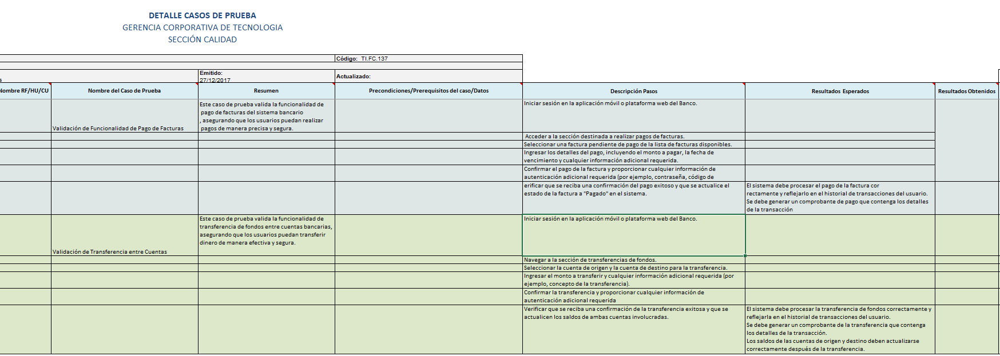 DETALLE CASOS DE PRUEBA
GERENCIA CORPORATIVA DE TECNOLOGIA
SECCIÓN CALIDAD
Código: TI.FC.137
Emitido:
27/12/2017
Actualizado:
s
Nombre RF/HU/CU
Nombre del Caso de Prueba
Resumen
Precondiciones/Prerequisitos del caso/Datos
Descripción Pasos
Resultados Esperados
Resultados Obtenidos
Validación de Funcionalidad de Pago de Facturas
Este caso de prueba valida la funcionalidad de
pago de facturas del sistema bancario
, asegurando que los usuarios puedan realizar
pagos de manera precisa y segura.
Iniciar sesión en la aplicación móvil o plataforma web del Banco.
Acceder a la sección destinada a realizar pagos de facturas.
Seleccionar una factura pendiente de pago de la lista de facturas disponibles.
Ingresar los detalles del pago, incluyendo el monto a pagar, la fecha de
vencimiento y cualquier información adicional requerida.
Confirmar el pago de la factura y proporcionar cualquier información de
autenticación adicional requerida (por ejemplo, contraseña, código de
erificar que se reciba una confirmación del pago exitoso y que se actualice el
estado de la factura a "Pagado" en el sistema.
El sistema debe procesar el pago de la factura cor
rectamente y reflejarlo en el historial de transacciones del usuario.
Se debe generar un comprobante de pago que contenga los detalles
de la transacción
Validación de Transferencia entre Cuentas
Este caso de prueba valida la funcionalidad de
transferencia de fondos entre cuentas bancarias,
asegurando que los usuarios puedan transferir
dinero de manera efectiva y segura.
Iniciar sesión en la aplicación móvil o plataforma web del Banco.
Navegar a la sección de transferencias de fondos.
Seleccionar la cuenta de origen y la cuenta de destino para la transferencia.
Ingresar el monto a transferir y cualquier información adicional requerida (por
ejemplo, concepto de la transferencia).
Confirmar la transferencia y proporcionar cualquier información de
autenticación adicional requerida
Verificar que se reciba una confirmación de la transferencia exitosa y que se
actualicen los saldos de ambas cuentas involucradas.
El sistema debe procesar la transferencia de fondos correctamente y
reflejarla en el historial de transacciones del usuario.
Se debe generar un comprobante de la transferencia que contenga
los detalles de la transacción.
Los saldos de las cuentas de origen y destino deben actualizarse
correctamente después de la transferencia.